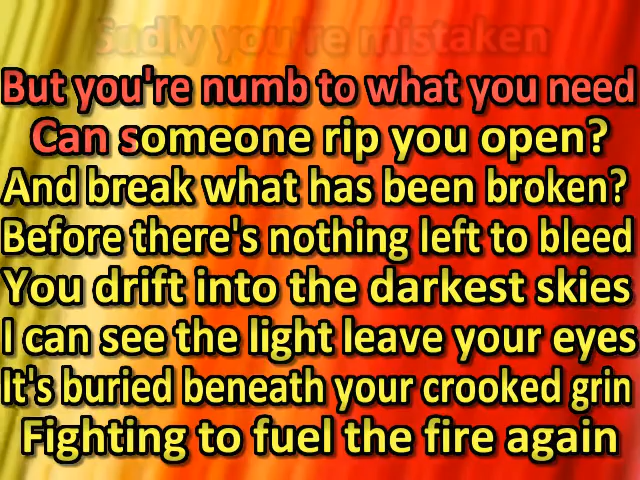 Sadly you're mistaken
But you're numb to what you need
Can someone rip you open?
And break what has been broken?
Before there's nothing left to bleed
You drift into the darkest skies
I can see the light leave your eyes
It's buried beneath your crooked grin
Fighting to fuel the fire again